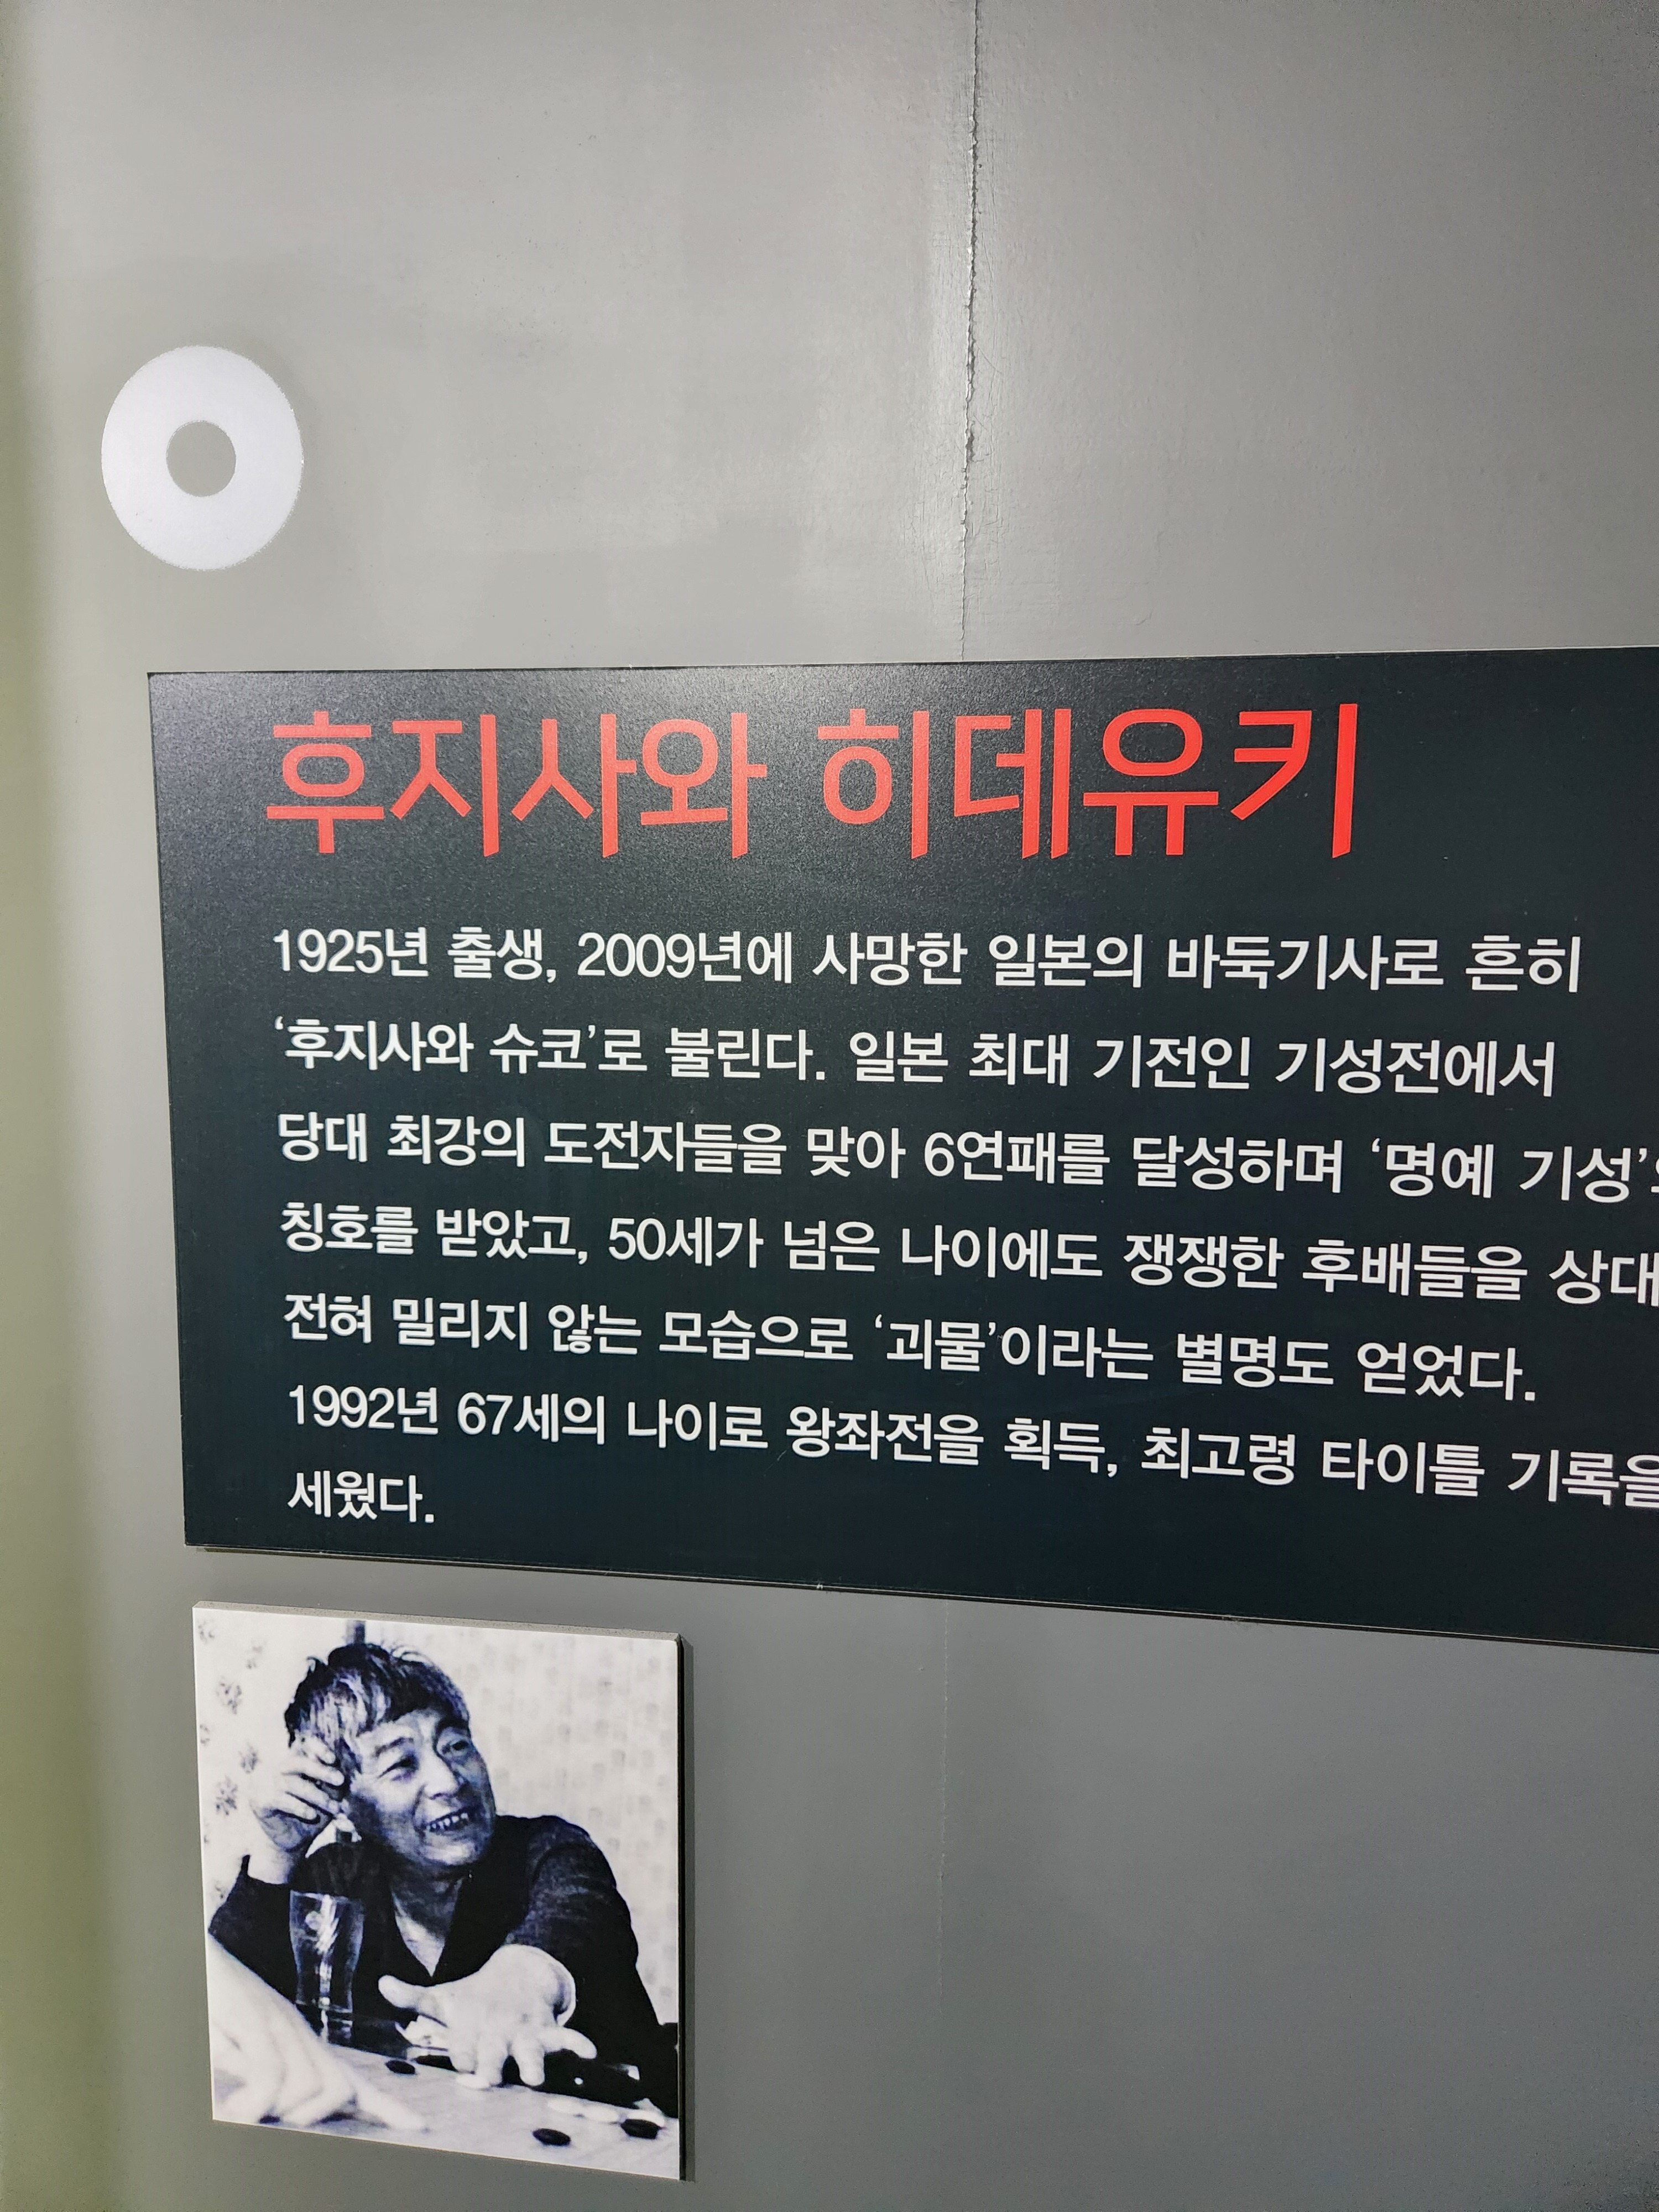 후지사와 히데유키
1925년 출생, 2009년에 사망한 일본의 바둑기사로 흔히
‘후지사와 슈코’로 불린다. 일본 최대 기전인 기성전에서
당대 최강의 도전자들을 맞아 6연패를 달성하며 ‘명예 기성’
칭호를 받았고, 50세가 넘은 나이에도 쟁쟁한 후배들을 상대
전혀 밀리지 않는 모습으로 ‘괴물’이라는 별명도 얻었다.
1992년 67세의 나이로 왕좌전을 획득, 최고령 타이틀 기록을
세웠다.